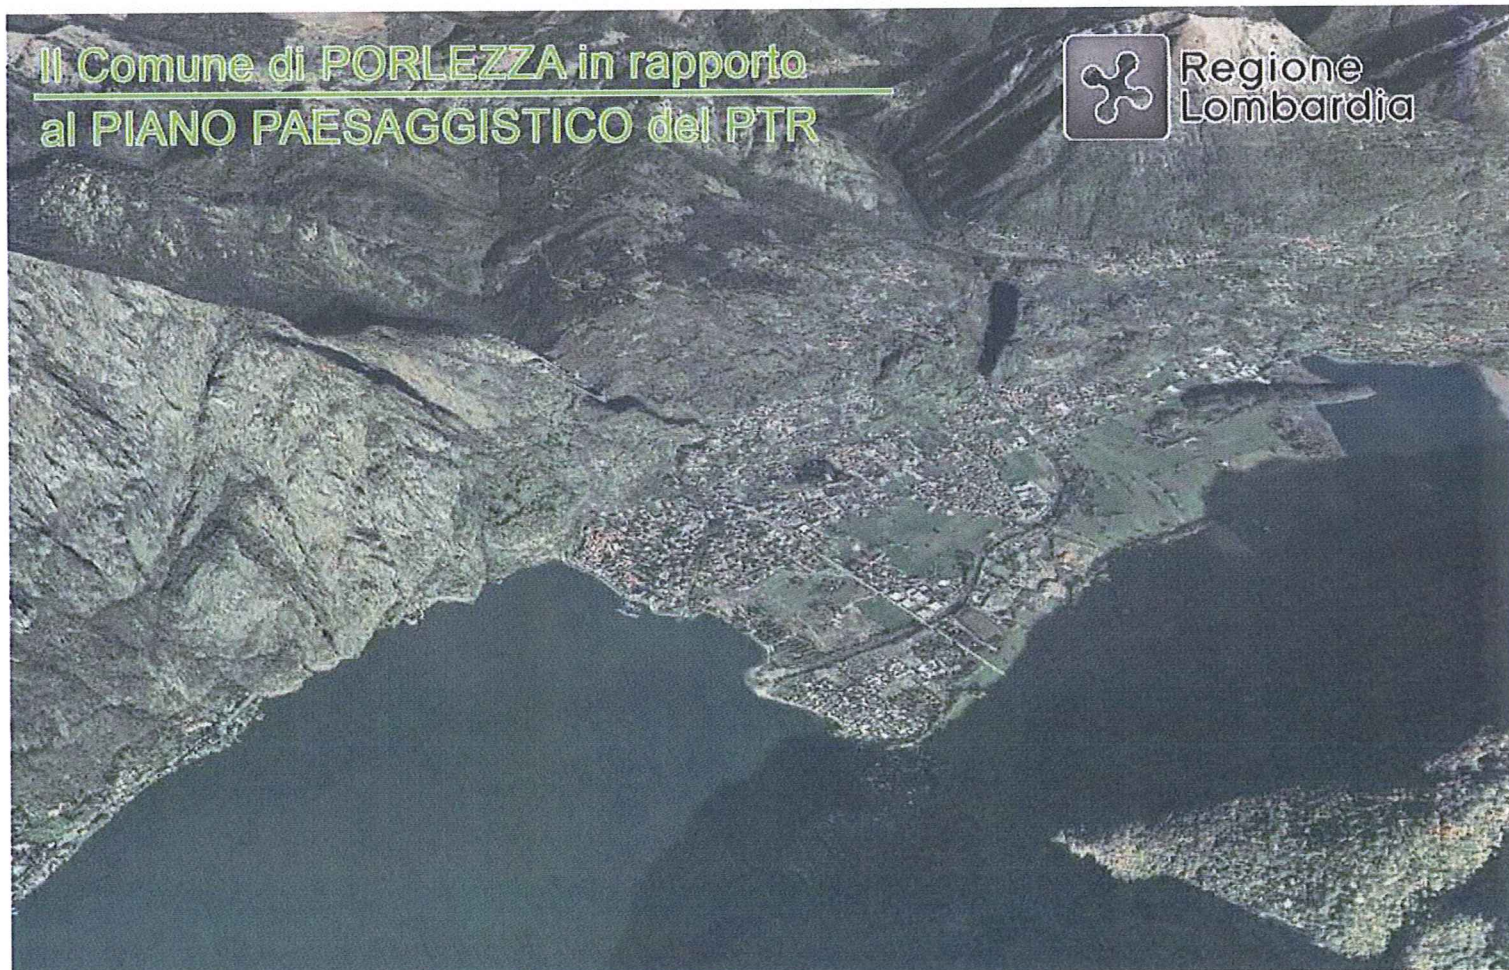 Il Comune di PORLEZZA in rapporto
al PIANO PAESAGGISTICO del PTR
Regione
Lombardia